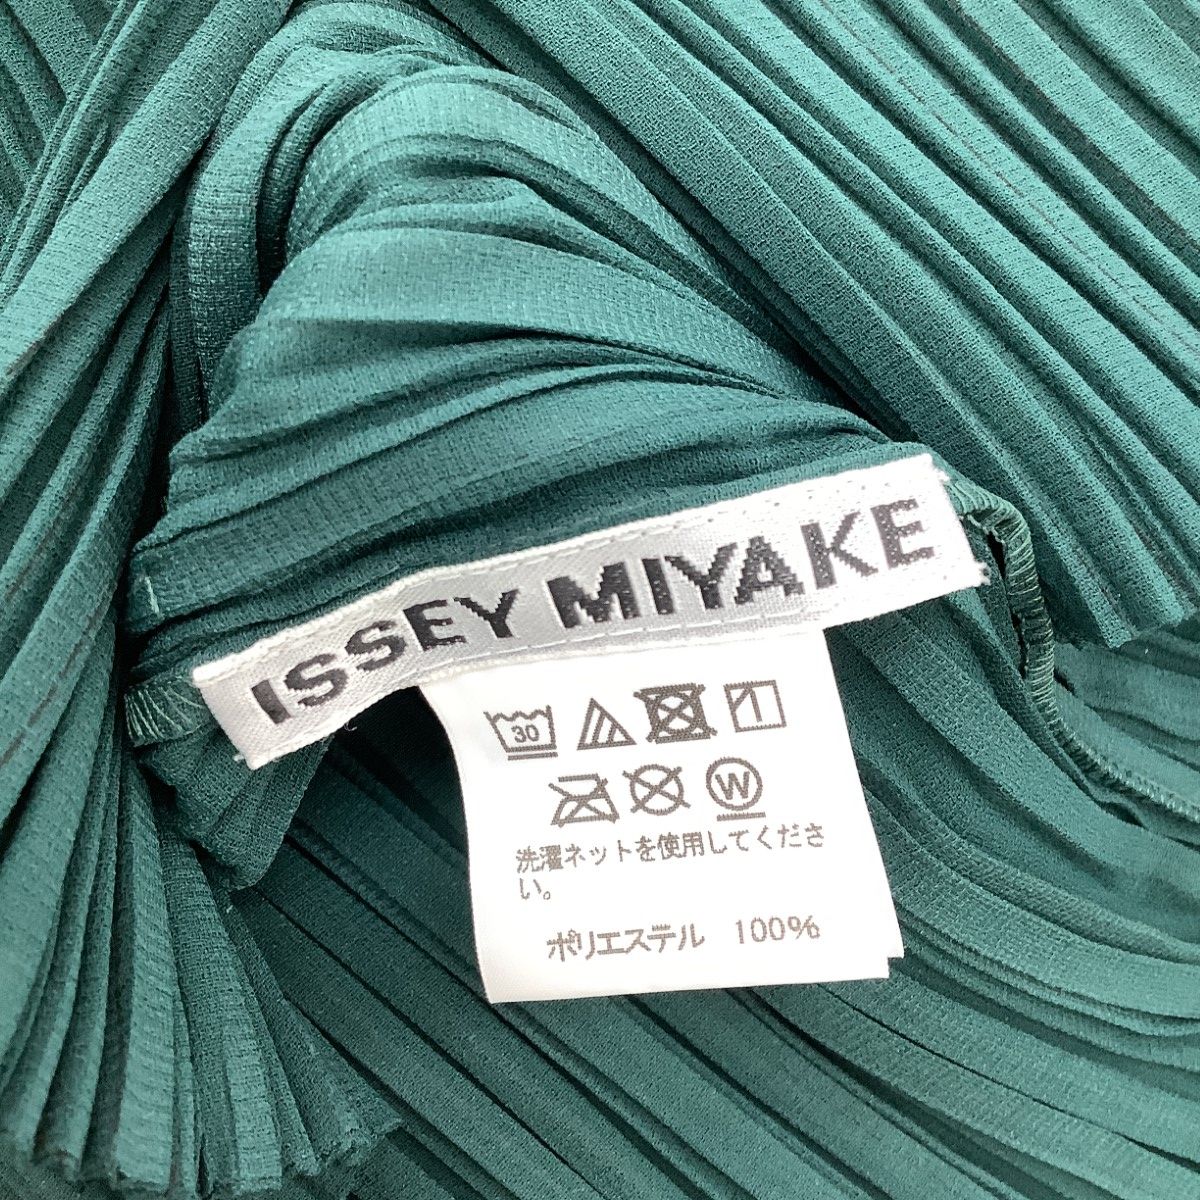 ISSEY MIYAKE
30
W
洗濯ネットを使用してくださ
い。
ポリエステル 100%